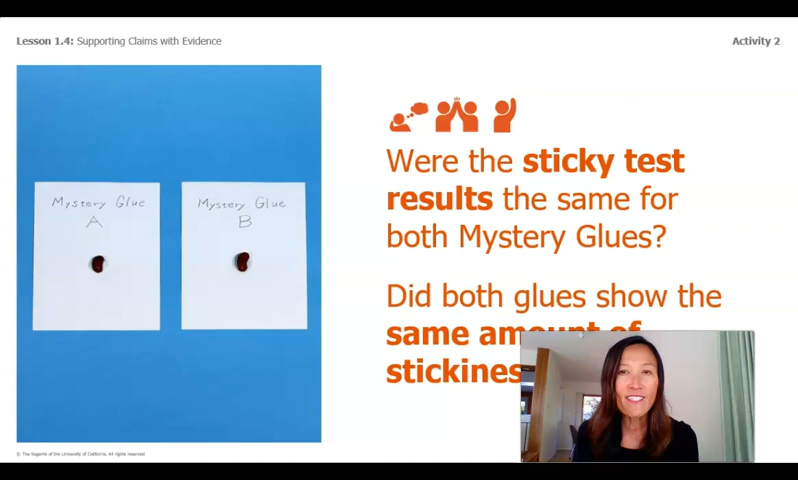 Lesson 1.4: Supporting Claims with Evidence
Activity 2
Mystery Glue
A
Mystery Glue
B
Were the sticky test
results the same for
both Mystery Glues?
Did both glues show the
same amount of
stickines
© The Regents of the University of California. All rights reserved.